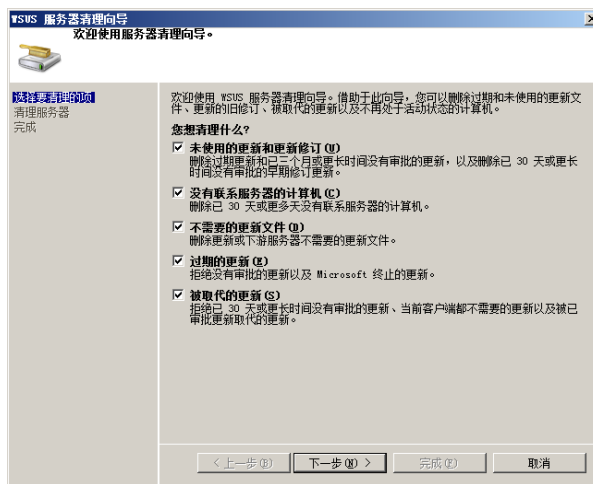 WSUS 服务器清理向导
欢迎使用服务器清理向导。
选择要清理的项
清理服务器
完成
欢迎使用 WSUS 服务器清理向导。借助于此向导，您可以删除过期和未使用的更新文
件、更新的旧修订、被取代的更新以及不再处于活动状态的计算机。
您想清理什么?
未使用的更新和更新修订(U)
删除过期更新和已三个月或更长时间没有审批的更新，以及删除已 30 天或更长
时间没有审批的早期修订更新。
没有联系服务器的计算机(C)
删除已 30 天或更多天没有联系服务器的计算机。
不需要的更新文件(D)
删除更新或下游服务器不需要的更新文件。
过期的更新(E)
拒绝没有审批的更新以及 Microsoft 终止的更新。
被取代的更新(S)
拒绝已 30 天或更长时间没有审批的更新、当前客户端都不需要的更新以及被已
审批更新取代的更新。
<上一步(B) 下一步(N)> 完成(F) 取消